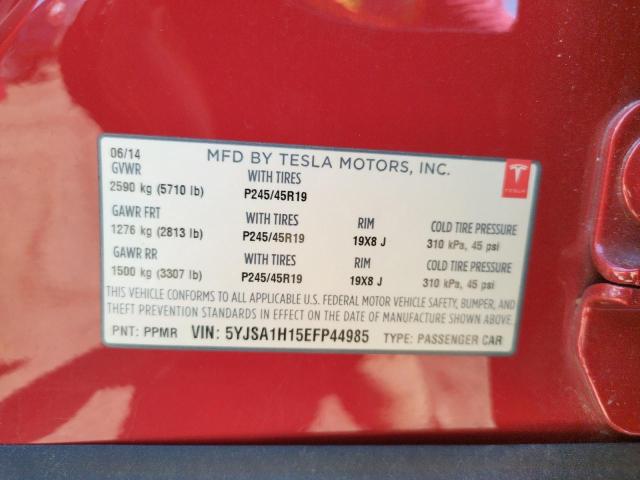 06/14 MFD BY TESLA MOTORS, INC.
GVWR WITH TIRES
2590 kg (5710 lb) P245/45R19
TESLA
GAWR FRT WITH TIRES RIM COLD TIRE PRESSURE
1276 kg (2813 lb) P245/45R19 19X8 J 310 kPa, 45 psi
GAWR RR WITH TIRES RIM COLD TIRE PRESSURE
1500 kg (3307 lb) P245/45R19 19X8 J 310 kPa, 45 psi
THIS VEHICLE CONFORMS TO ALL APPLICABLE U.S. FEDERAL MOTOR VEHICLE SAFETY, BUMPER, AND
THEFT PREVENTION STANDARDS IN EFFECT ON THE DATE OF MANUFACTURE SHOWN ABOVE.
PNT: PPMR VIN: 5YJSA1H15EFP44985 TYPE: PASSENGER CAR